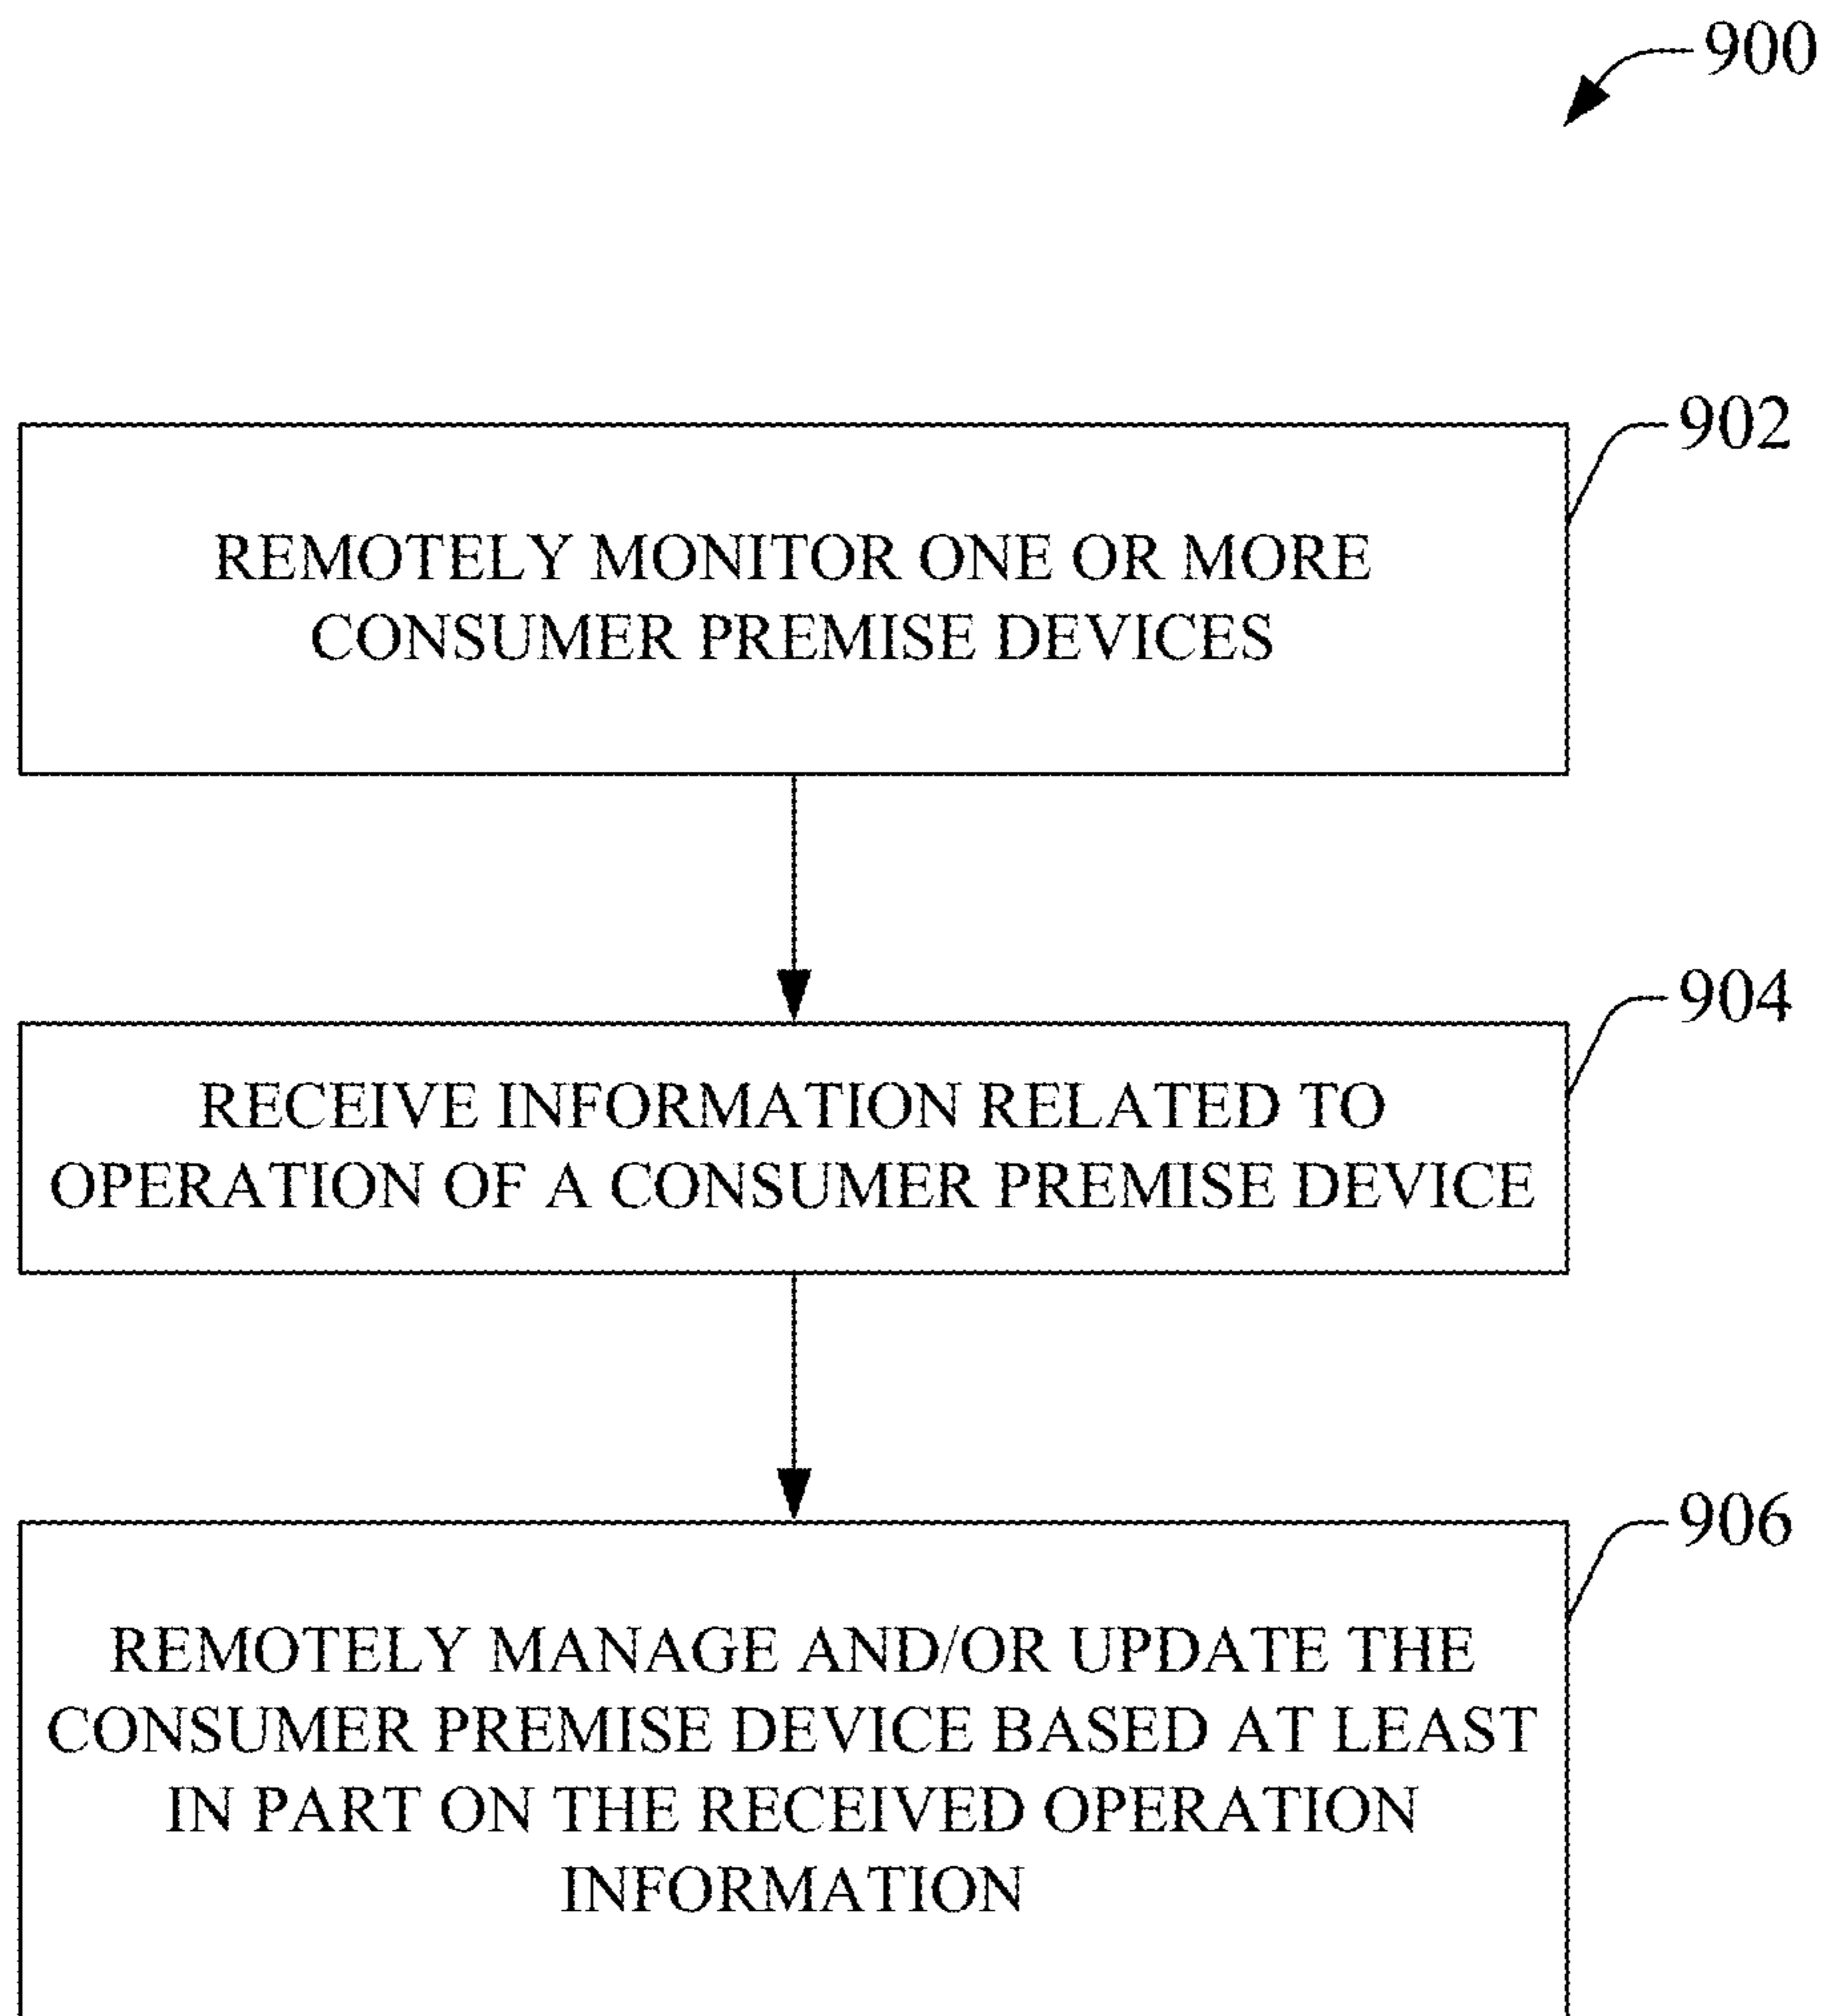 900
902
REMOTELY MONITOR ONE OR MORE
CONSUMER PREMISE DEVICES
904
RECEIVE INFORMATION RELATED TO
OPERATION OF A CONSUMER PREMISE DEVICE
906
REMOTELY MANAGE AND/OR UPDATE THE
CONSUMER PREMISE DEVICE BASED AT LEAST
IN PART ON THE RECEIVED OPERATION
INFORMATION